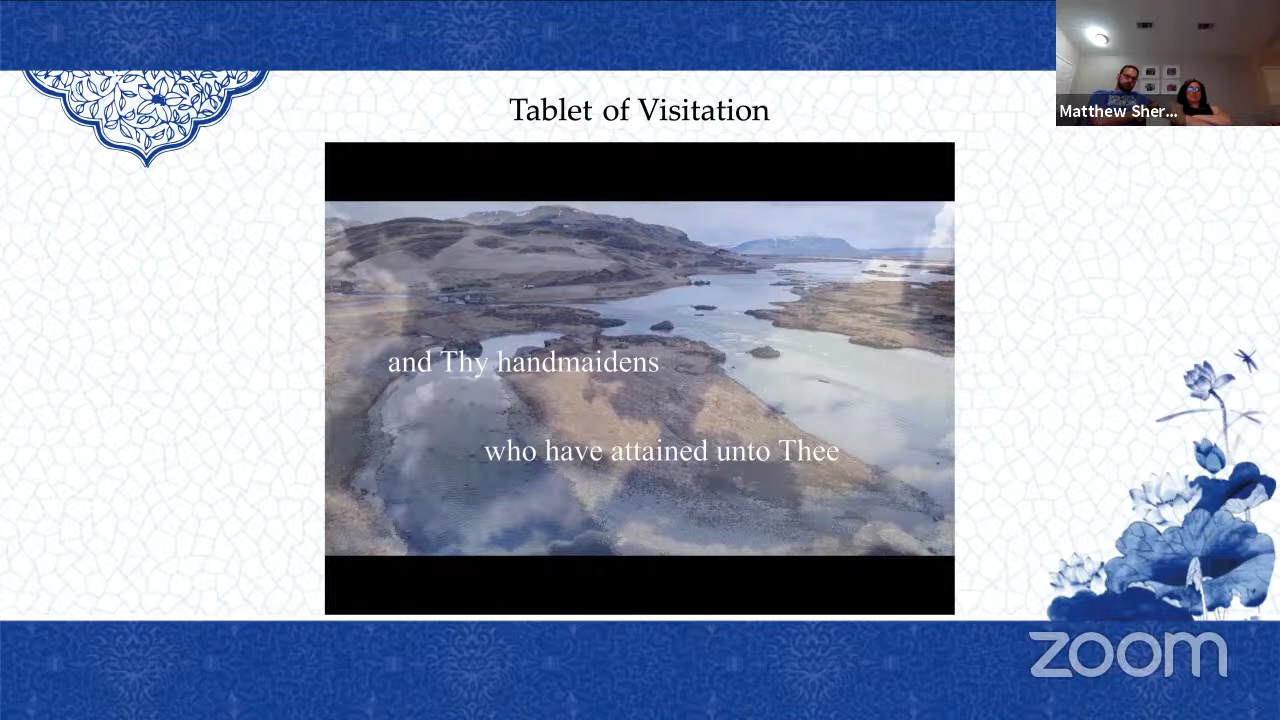 Tablet of Visitation
Matthew Sher...
and Thy handmaidens
who have attained unto Thee
zoom